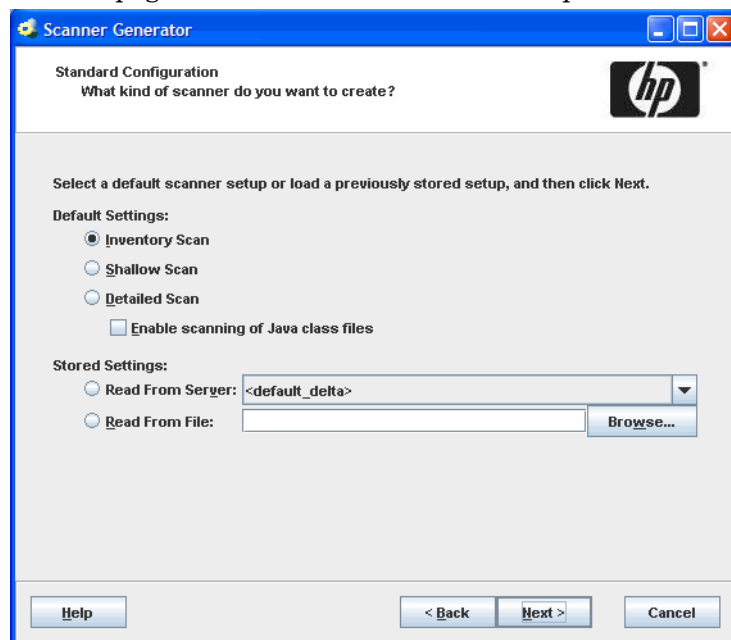 Scanner Generator
Standard Configuration
What kind of scanner do you want to create?
hp
Select a default scanner setup or load a previously stored setup, and then click Next.
Default Settings:
Inventory Scan
Shallow Scan
Detailed Scan
Enable scanning of Java class files
Stored Settings:
Read From Server: <default_delta>
Read From File: Browse...
Help < Back Next > Cancel